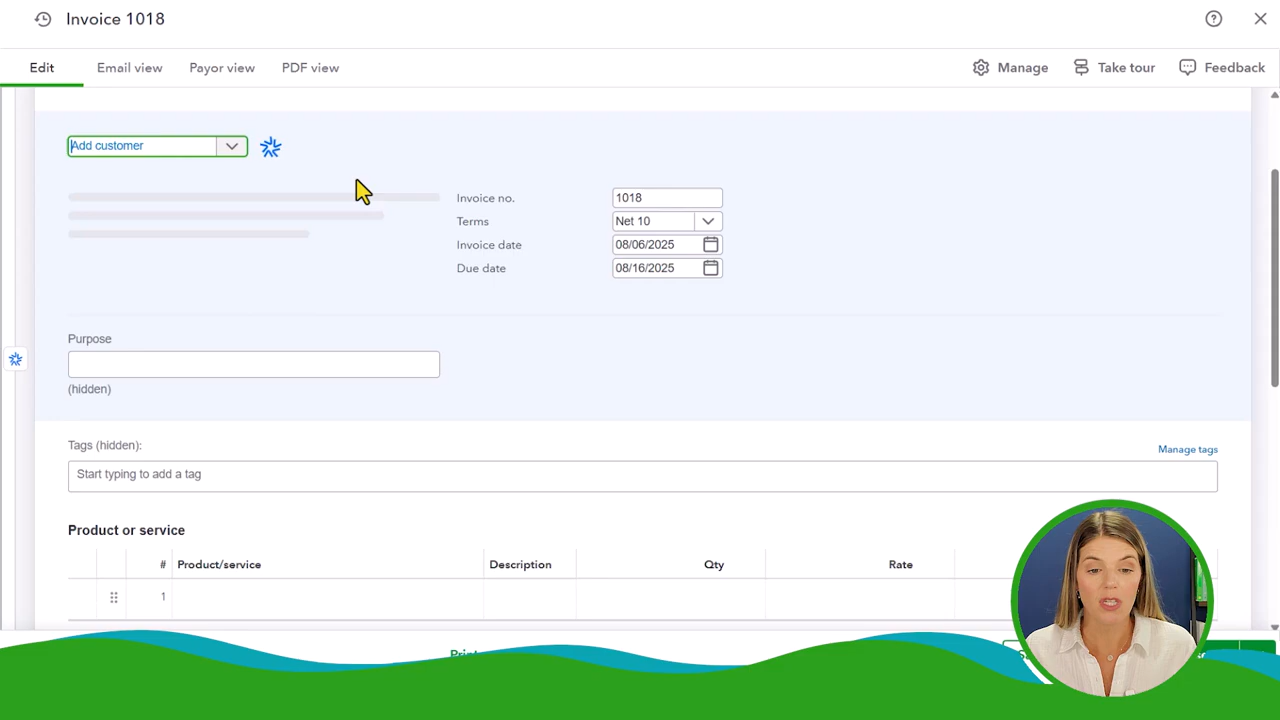 Invoice 1018
Edit Email view Payor view PDF view Manage Take tour Feedback
Add customer
Invoice no. 1018
Terms Net 10
Invoice date 08/06/2025
Due date 08/16/2025
Purpose
(hidden)
Tags (hidden):
Manage tags
Start typing to add a tag
Product or service
# Product/service Description Qty Rate
1